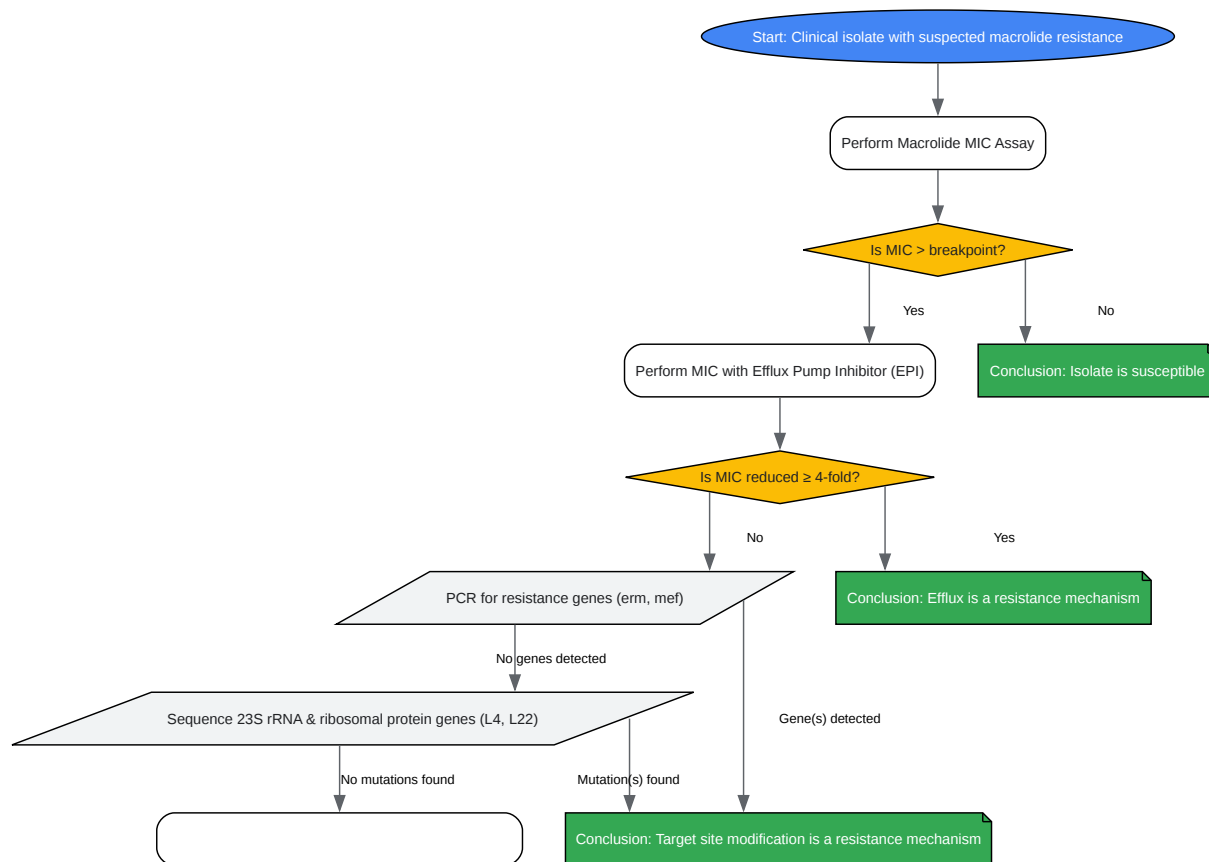 Start: Clinical isolate with suspected macrolide resistance
Perform Macrolide MIC Assay
Is MIC > breakpoint?
Yes
No
Perform MIC with Efflux Pump Inhibitor (EPI)
Conclusion: Isolate is susceptible
Is MIC reduced ≥ 4-fold?
No
Yes
PCR for resistance genes (erm, mef)
Conclusion: Efflux is a resistance mechanism
No genes detected
Sequence 23S rRNA & ribosomal protein genes (L4, L22)
Gene(s) detected
No mutations found
Mutation(s) found
Conclusion: Target site modification is a resistance mechanism